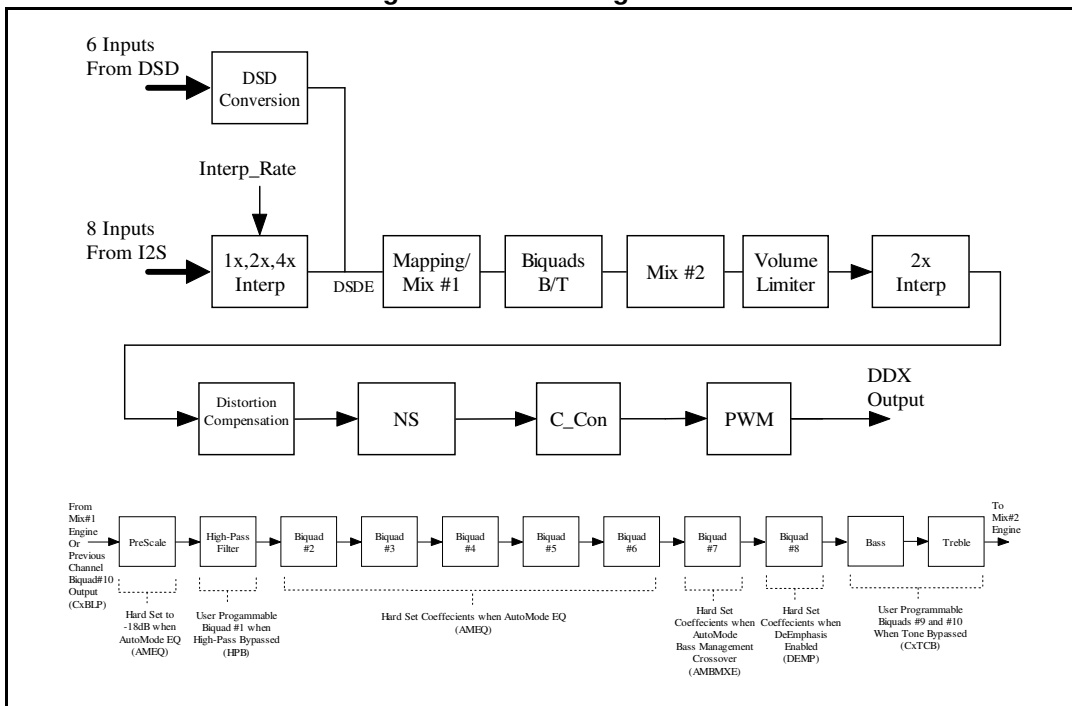 6 Inputs
From DSD
DSD
Conversion
Interp_Rate
8 Inputs
From I2S
1x,2x,4x
Interp
DSDE
Mapping/
Mix #1
Biquads
B/T
Mix #2
Volume
Limiter
2x
Interp
Distortion
Compensation
NS
C_Con
PWM
DDX
Output
From
Mix#1
Engine
Or
Previous
Channel
Biquad#10
Output
(CxBLP)
PreScale
High-Pass
Filter
Biquad
#2
Biquad
#3
Biquad
#4
Biquad
#5
Biquad
#6
Biquad
#7
Biquad
#8
Bass
Treble
To
Mix#2
Engine
Hard Set to
-18dB when
AutoMode EQ
(AMEQ)
User Progammable
Biquad #1 when
High-Pass Bypassed
(HPB)
Hard Set Coeffecients when AutoMode EQ
(AMEQ)
Hard Set
Coeffecients when
AutoMode
Bass Management
Crossover
(AMBMXE)
Hard Set
Coeffecients when
DeEmphasis
Enabled
(DEMP)
User Programmable
Biquads #9 and #10
When Tone Bypassed
(CxTCB)